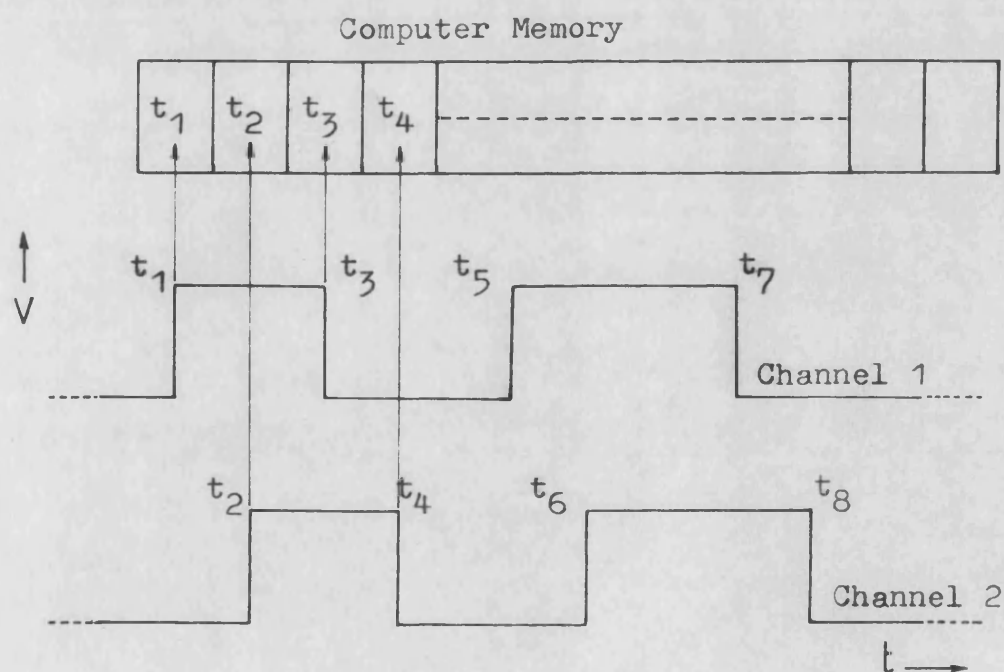 Computer Memory
t₁ t₂ t₃ t₄
t₁ t₃ t₅ t₇
V
Channel 1
t₂ t₄ t₆ t₈
Channel 2
t